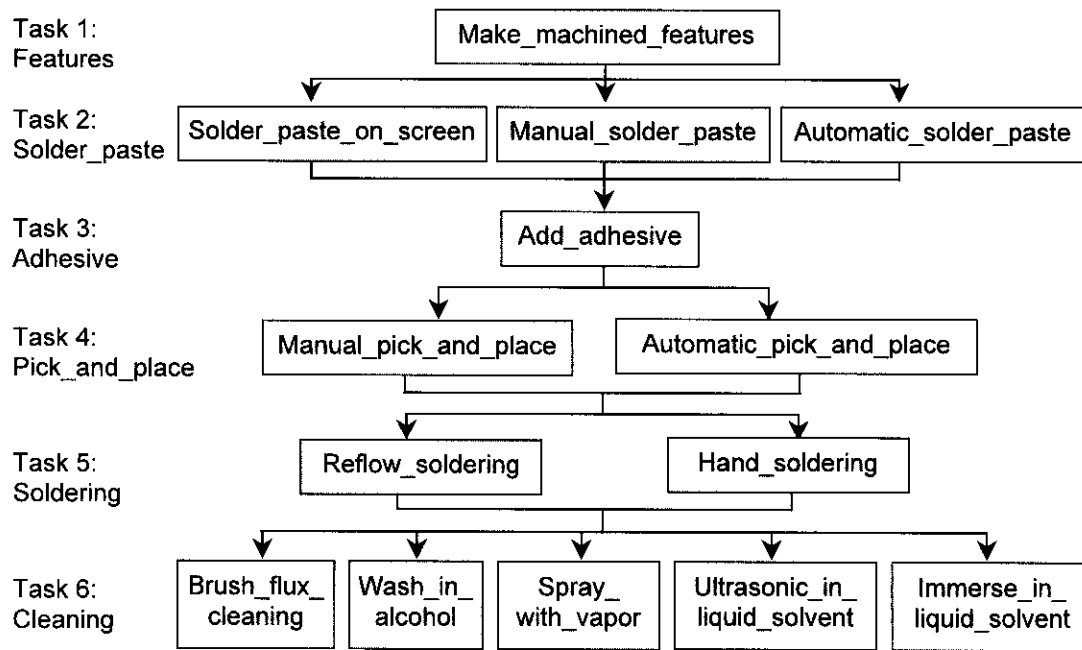 Task 1:
Features
Make_machined_features
Task 2:
Solder_paste
Solder_paste_on_screen
Manual_solder_paste
Automatic_solder_paste
Task 3:
Adhesive
Add_adhesive
Task 4:
Pick_and_place
Manual_pick_and_place
Automatic_pick_and_place
Task 5:
Soldering
Reflow_soldering
Hand_soldering
Task 6:
Cleaning
Brush_flux_
cleaning
Wash_in_
alcohol
Spray_
with_vapor
Ultrasonic_in_
liquid_solvent
Immerse_in_
liquid_solvent